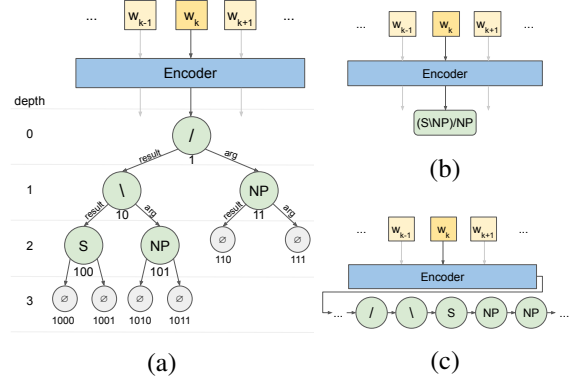 ... w_{k-1} w_k w_{k+1} ...
Encoder
depth
0
/
1
result arg
1
\ NP
10 11
result arg result arg
2
S NP ∅ ∅
100 101 110 111
3
∅ ∅ ∅ ∅
1000 1001 1010 1011
(a)
... w_{k-1} w_k w_{k+1} ...
Encoder
(S\NP)/NP
(b)
... w_{k-1} w_k w_{k+1} ...
Encoder
... / \ S NP NP ...
(c)